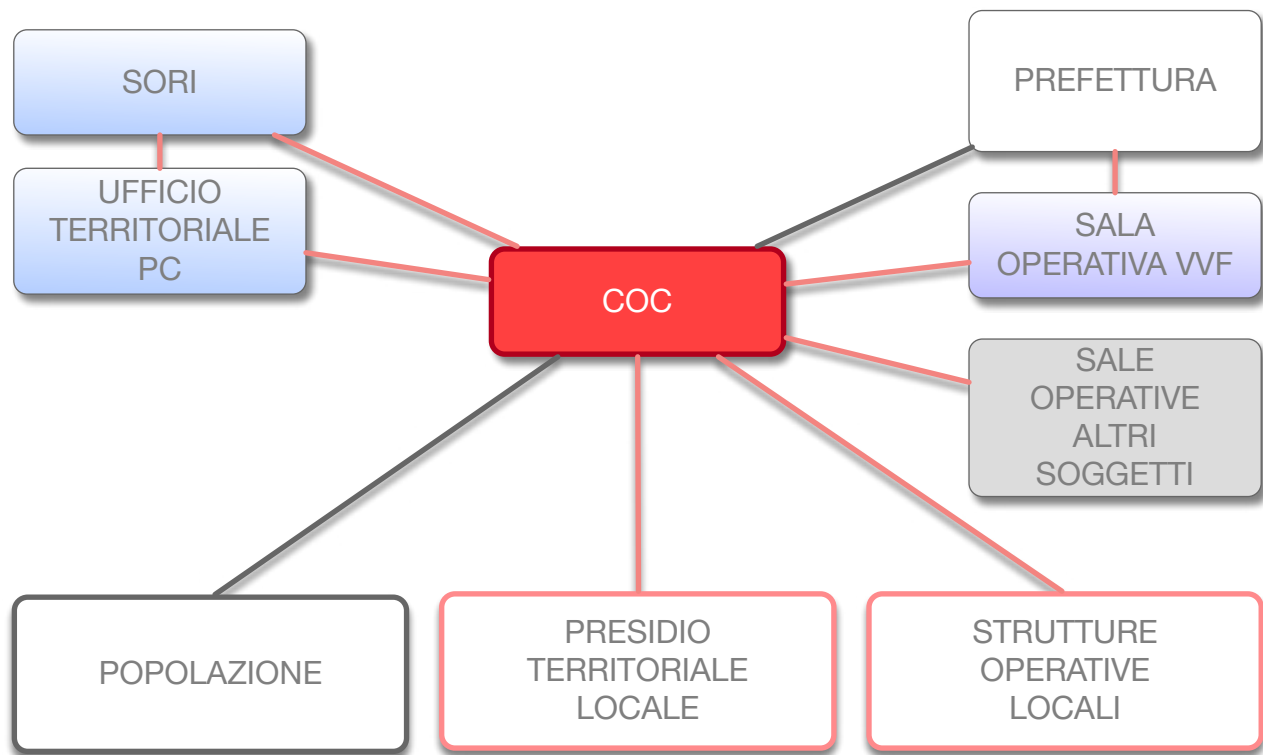 SORI
PREFETTURA
UFFICIO
TERRITORIALE
PC
SALA
OPERATIVA VVF
COC
SALE
OPERATIVE
ALTRI
SOGGETTI
POPOLAZIONE
PRESIDIO
TERRITORIALE
LOCALE
STRUTTURE
OPERATIVE
LOCALI